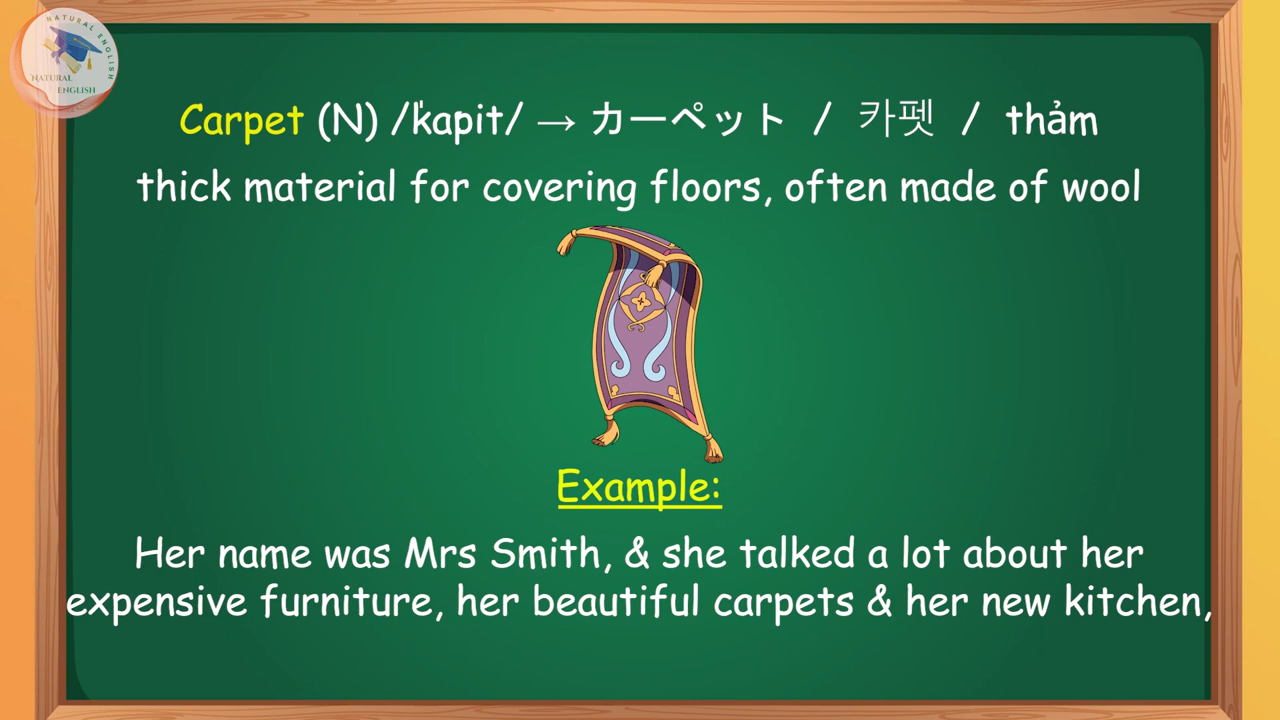 NATURAL ENGLISH
NATURAL
ENGLISH
Carpet (N) /ˈkapit/ → カーペット / 카펫 / thảm
thick material for covering floors, often made of wool
Example:
Her name was Mrs Smith, & she talked a lot about her
expensive furniture, her beautiful carpets & her new kitchen,